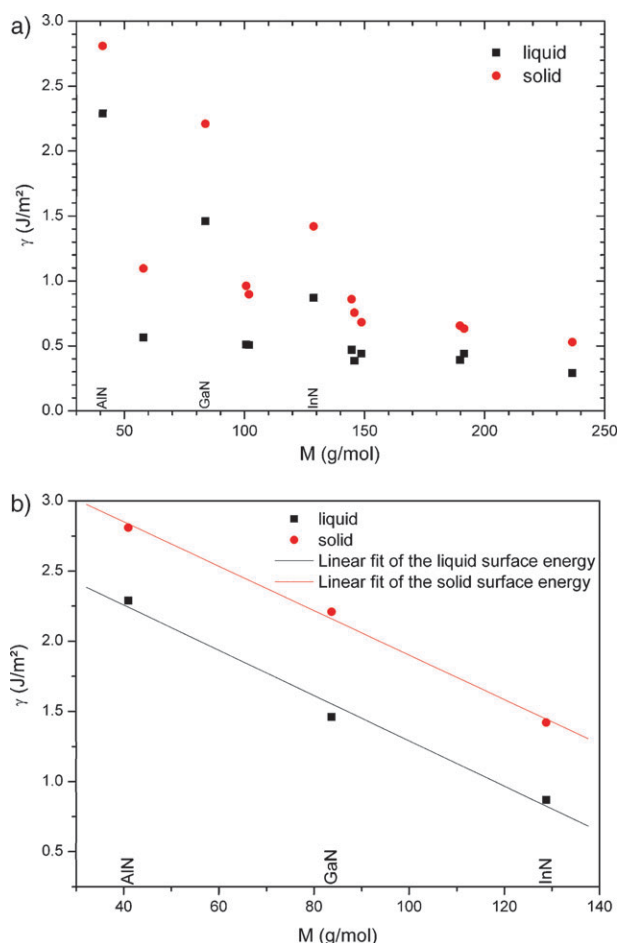 a)
3.0
2.5
2.0
1.5
1.0
0.5
0.0
γ (J/m²)
liquid
solid
AlN
GaN
InN
50
100
150
200
250
M (g/mol)
b)
3.0
2.5
2.0
1.5
1.0
0.5
γ (J/m²)
liquid
solid
Linear fit of the liquid surface energy
Linear fit of the solid surface energy
AlN
GaN
InN
40
60
80
100
120
140
M (g/mol)